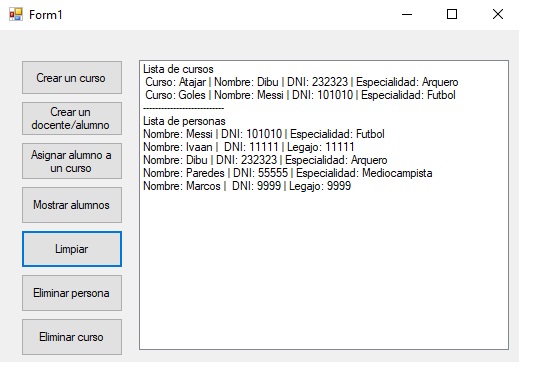 Form1
Crear un curso
Crear un
docente/alumno
Asignar alumno a
un curso
Mostrar alumnos
Limpiar
Eliminar persona
Eliminar curso
Lista de cursos
Curso: Atajar | Nombre: Dibu | DNI: 232323 | Especialidad: Arquero
Curso: Goles | Nombre: Messi | DNI: 101010 | Especialidad: Futbol
---------------------------
Lista de personas
Nombre: Messi | DNI: 101010 | Especialidad: Futbol
Nombre: Ivaan |  DNI: 11111 | Legajo: 11111
Nombre: Dibu | DNI: 232323 | Especialidad: Arquero
Nombre: Paredes | DNI: 55555 | Especialidad: Mediocampista
Nombre: Marcos |  DNI: 9999 | Legajo: 9999